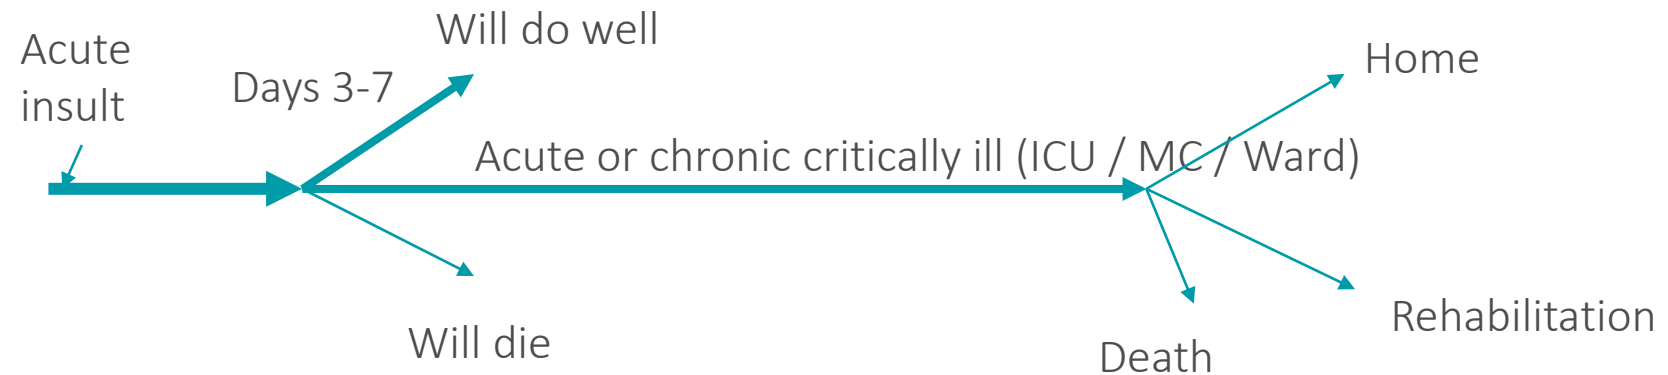 Acute
insult
Days 3-7
Will do well
Acute or chronic critically ill (ICU / MC / Ward)
Will die
Home
Rehabilitation
Death